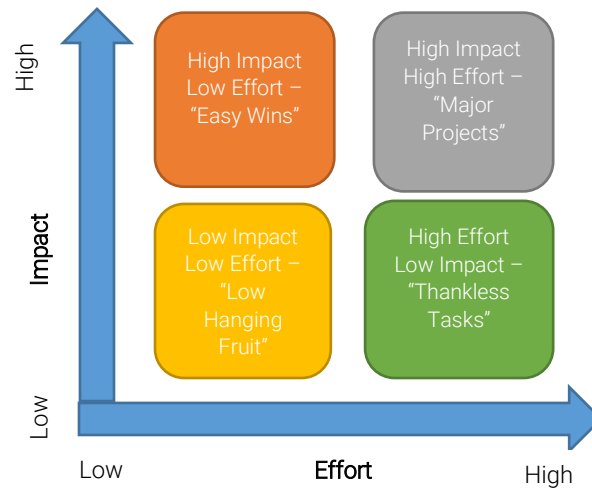 High
High Impact
Low Effort –
“Easy Wins”
High Impact
High Effort –
“Major
Projects”
Impact
Low Impact
Low Effort –
“Low
Hanging
Fruit”
High Effort
Low Impact –
“Thankless
Tasks”
Low
Low
Effort
High